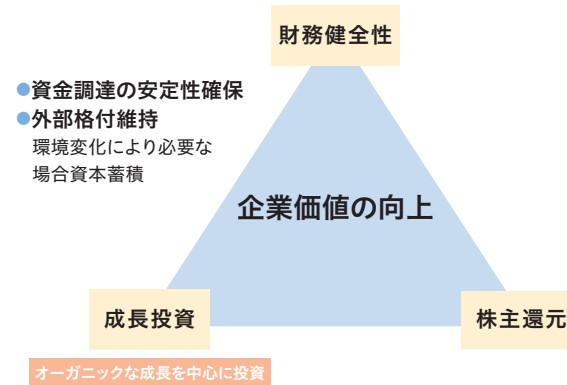 財務健全性
●資金調達の安定性確保
●外部格付維持
環境変化により必要な
場合資本蓄積
企業価値の向上
成長投資
株主還元
オーガニックな成長を中心に投資